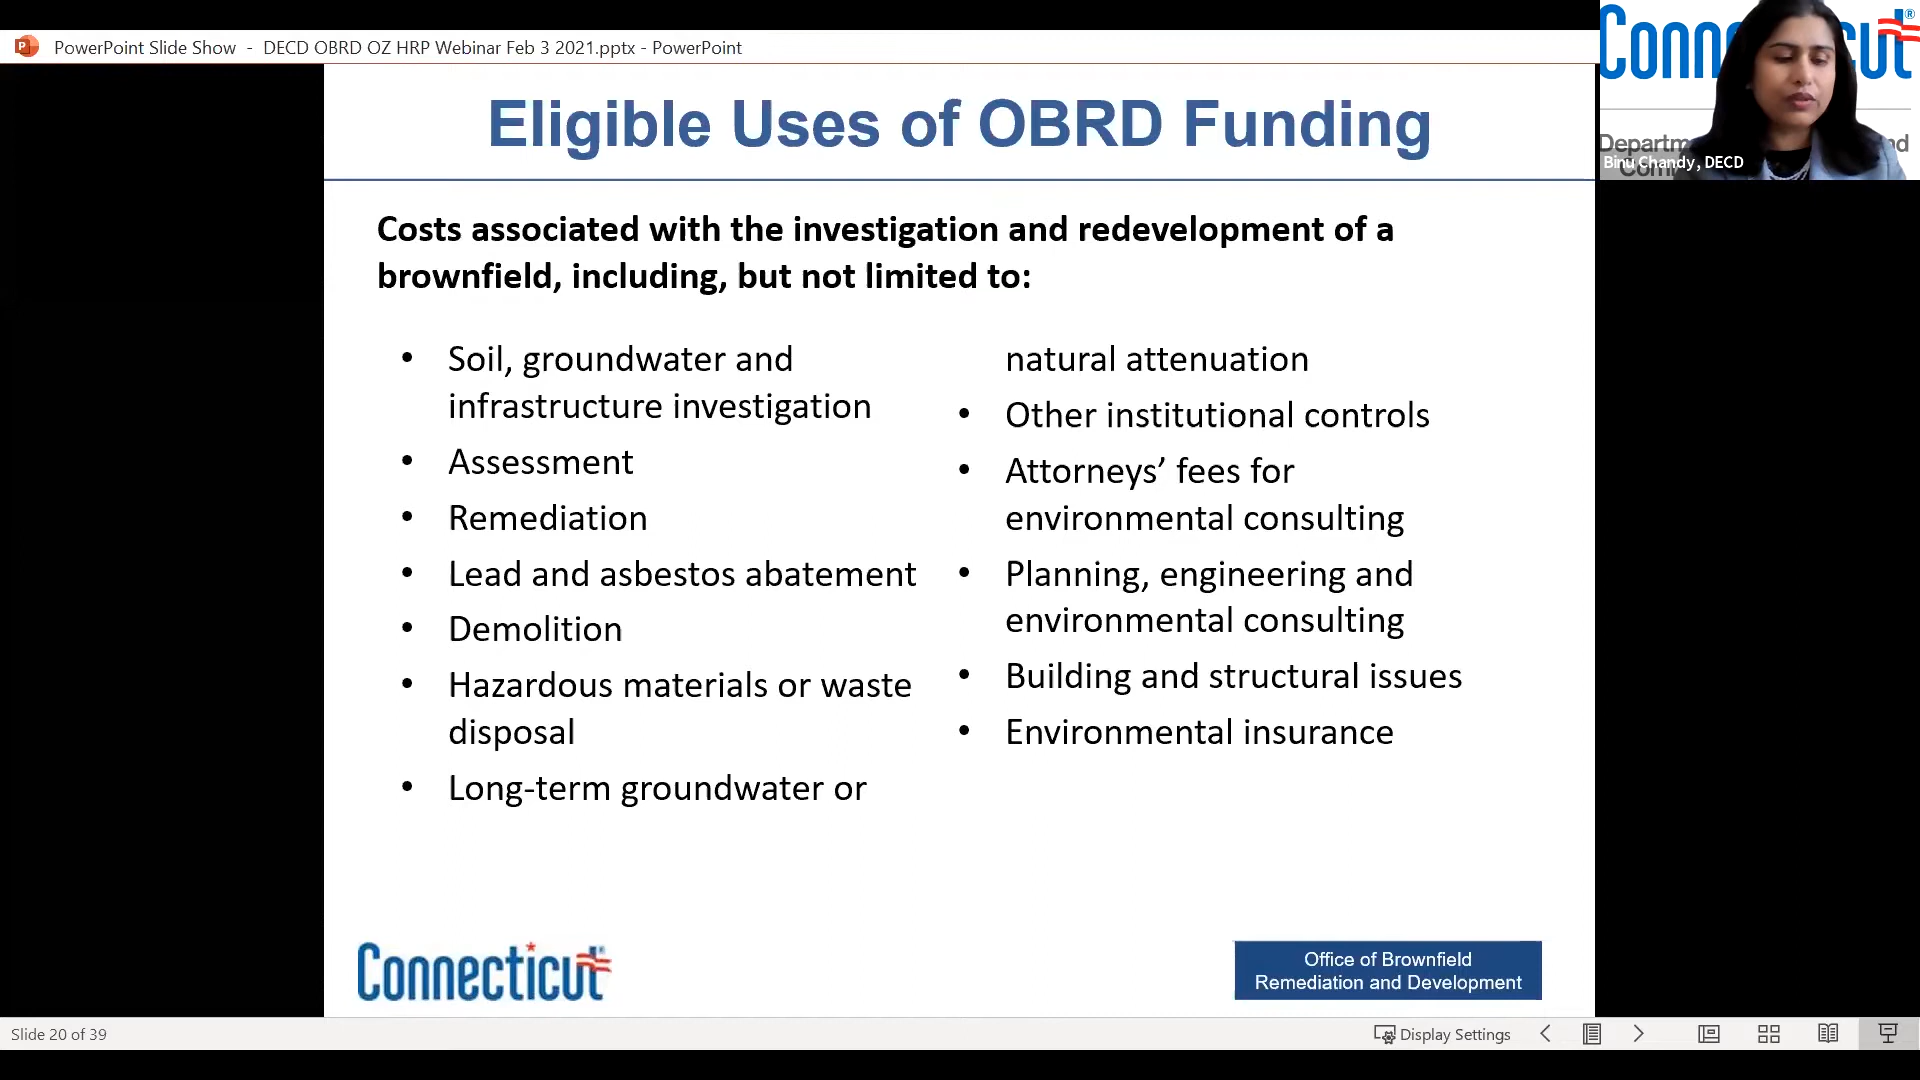 PowerPoint Slide Show - DECD OBRD OZ HRP Webinar Feb 3 2021.pptx - PowerPoint
Eligible Uses of OBRD Funding
Costs associated with the investigation and redevelopment of a
brownfield, including, but not limited to:
• Soil, groundwater and
infrastructure investigation
• Assessment
• Remediation
• Lead and asbestos abatement
• Demolition
• Hazardous materials or waste
disposal
• Long-term groundwater or
natural attenuation
• Other institutional controls
• Attorneys’ fees for
environmental consulting
• Planning, engineering and
environmental consulting
• Building and structural issues
• Environmental insurance
Connecticut
Office of Brownfield
Remediation and Development
Binu Chandy, DECD
Slide 20 of 39
Display Settings